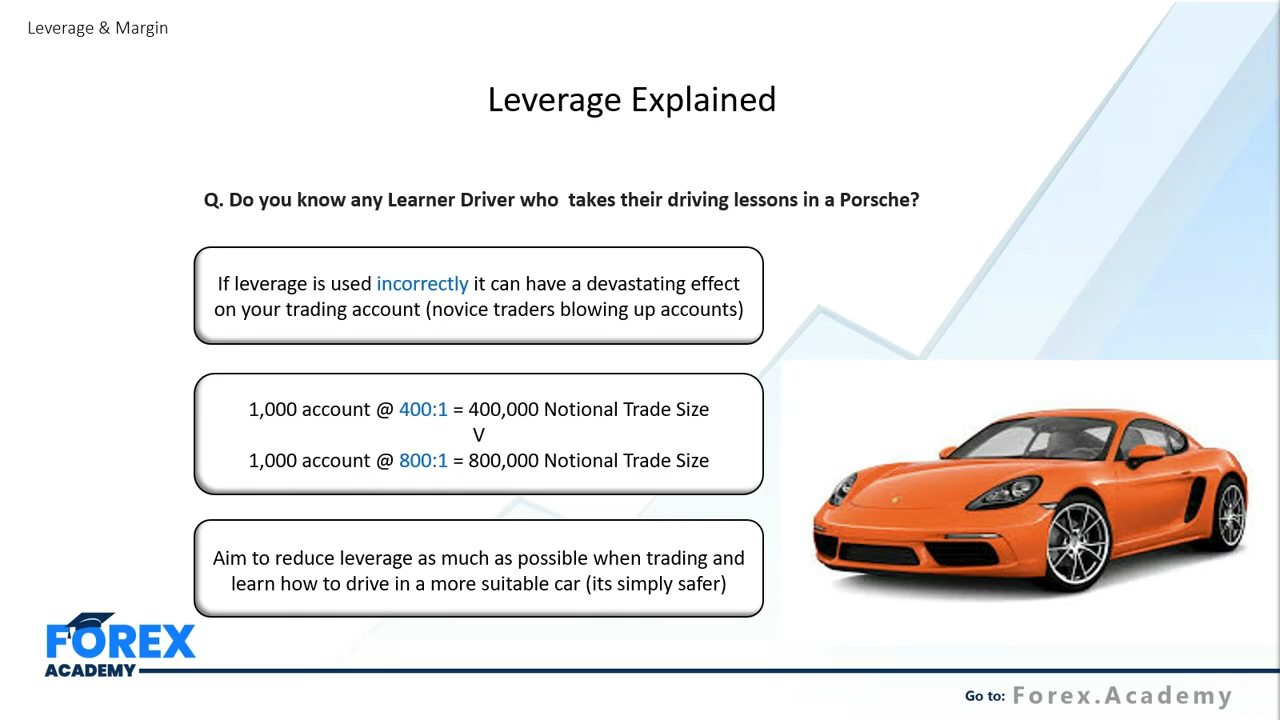 Leverage & Margin
Leverage Explained
Q. Do you know any Learner Driver who  takes their driving lessons in a Porsche?
If leverage is used incorrectly it can have a devastating effect
on your trading account (novice traders blowing up accounts)
1,000 account @ 400:1 = 400,000 Notional Trade Size
V
1,000 account @ 800:1 = 800,000 Notional Trade Size
Aim to reduce leverage as much as possible when trading and
learn how to drive in a more suitable car (its simply safer)
FOREX
ACADEMY
Go to: Forex.Academy